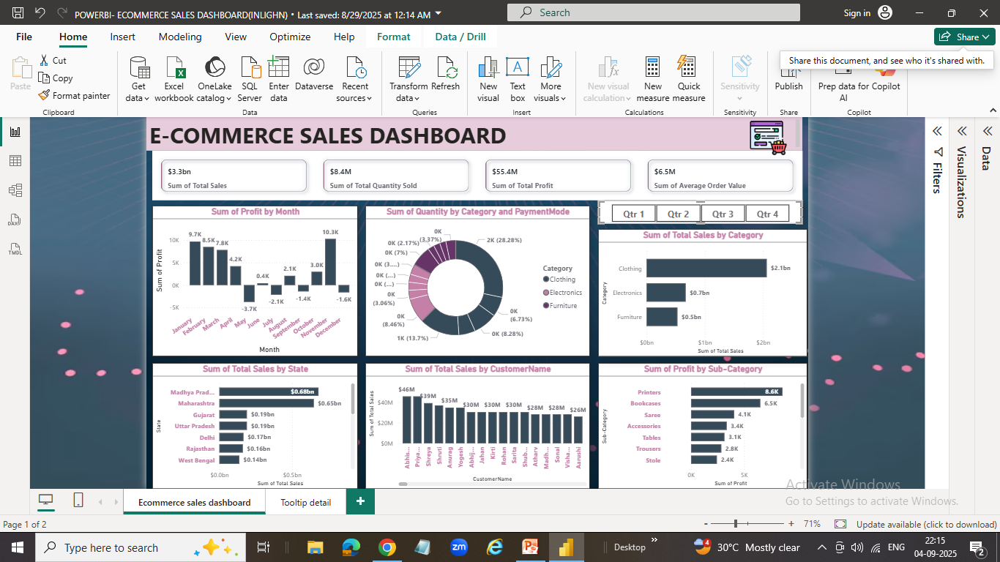 POWERBI- ECOMMERCE SALES DASHBOARD(INLIGHN) • Last saved: 8/29/2025 at 12:14 AM
Search
Sign in
File Home Insert Modeling View Optimize Help Format Data / Drill
Share
Share this document, and see who it's shared with.
Paste
Cut
Copy
Format painter
Get data
Excel workbook
OneLake catalog
SQL Server
Enter data
Dataverse
Recent sources
Transform data
Refresh
New visual
Text box
More visuals
New visual calculation
New measure
Quick measure
Sensitivity
Publish
Prep data for AI
Copilot
Clipboard
Data
Queries
Insert
Calculations
Sensitivity
Share
Copilot
DAX
TMDL
E-COMMERCE SALES DASHBOARD
$3.3bn
Sum of Total Sales
$8.4M
Sum of Total Quantity Sold
$55.4M
Sum of Total Profit
$6.5M
Sum of Average Order Value
Qtr 1 Qtr 2 Qtr 3 Qtr 4
Sum of Profit by Month
Sum of Profit
10K
5K
0K
-5K
9.7K
8.5K
7.8K
4.2K
-3.7K
0.4K
-2.1K
2.1K
-1.4K
3.0K
10.3K
-1.6K
January
February
March
April
May
June
July
August
September
October
November
December
Month
Sum of Quantity by Category and PaymentMode
2K (28.28%)
0K (6.73%)
0K (8.28%)
1K (13.7%)
0K (8.46%)
0K (3.06%)
0K (...)
0K (...)
0K (3....)
0K (7%)
0K (2.17%)
0K (3.37%)
Category
Clothing
Electronics
Furniture
Sum of Total Sales by Category
Category
Clothing $2.1bn
Electronics $0.7bn
Furniture $0.5bn
$0bn $1bn $2bn
Sum of Total Sales
Sum of Total Sales by State
State
Madhya Prad... $0.68bn
Maharashtra $0.65bn
Gujarat $0.19bn
Uttar Pradesh $0.19bn
Delhi $0.17bn
Rajasthan $0.16bn
West Bengal $0.14bn
$0.0bn $0.5bn
Sum of Total Sales
Sum of Total Sales by CustomerName
Sum of Total Sales
$40M
$20M
$0M
$46M $39M $35M $30M $30M $30M $28M $28M $26M
Abhis...
Priya...
Shreya
Shruti
Anurag
Yogesh
Abhij...
Jahan
Kirti
Rohan
Sarita
Shub...
Atharv
Madh...
Sonal
Visha...
Aarushi
CustomerName
Sum of Profit by Sub-Category
Sub-Category
Printers 8.6K
Bookcases 6.5K
Saree 4.1K
Accessories 3.4K
Tables 3.1K
Trousers 2.8K
Stole 2.4K
0K 5K
Sum of Profit
Filters
Visualizations
Data
Activate Windows
Go to Settings to activate Windows.
Ecommerce sales dashboard
Tooltip detail
Page 1 of 2
71%
Update available (click to download)
Type here to search
zm
Desktop
4
30°C Mostly clear
ENG
22:15
04-09-2025
2